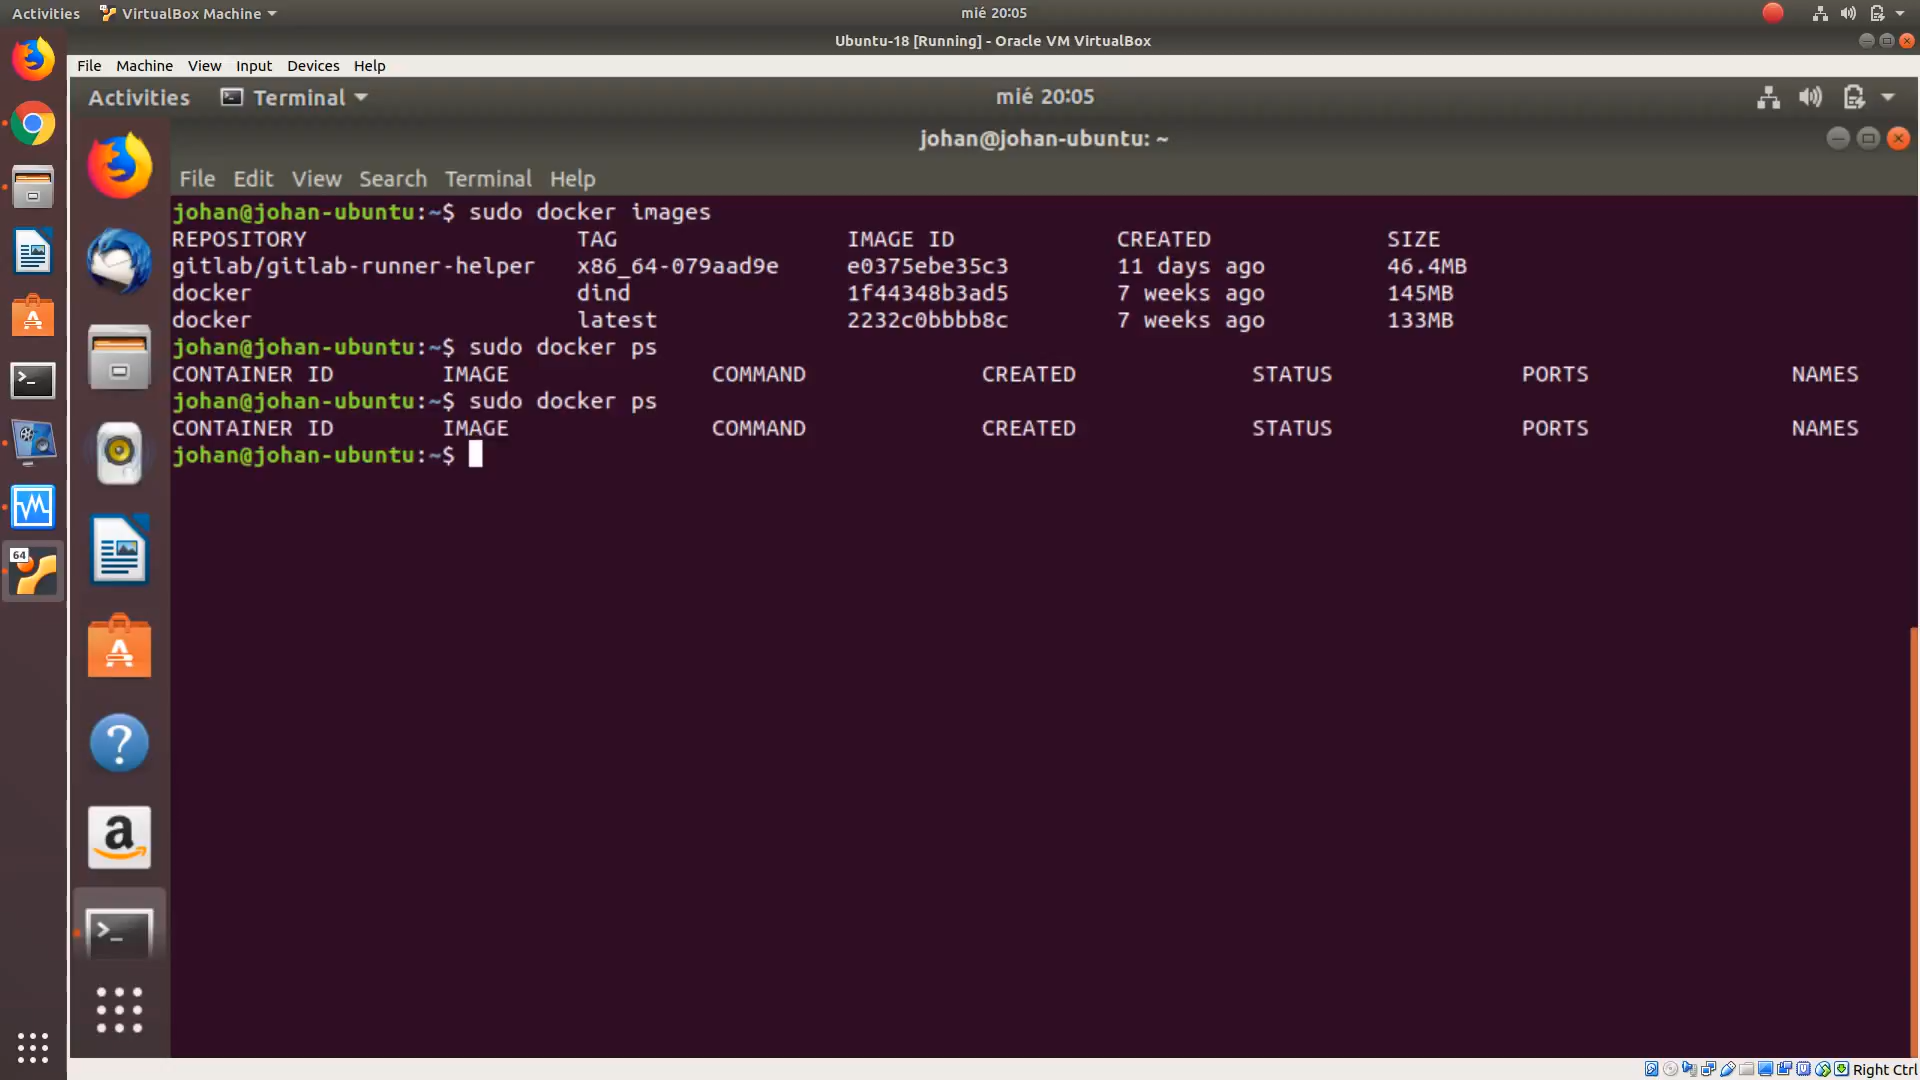 Activities VirtualBox Machine mié 20:05
Ubuntu-18 [Running] - Oracle VM VirtualBox
File Machine View Input Devices Help
Activities Terminal mié 20:05
johan@johan-ubuntu: ~
File Edit View Search Terminal Help
johan@johan-ubuntu:~$ sudo docker images
REPOSITORY TAG IMAGE ID CREATED SIZE
gitlab/gitlab-runner-helper x86_64-079aad9e e0375ebe35c3 11 days ago 46.4MB
docker dind 1f44348b3ad5 7 weeks ago 145MB
docker latest 2232c0bbbb8c 7 weeks ago 133MB
johan@johan-ubuntu:~$ sudo docker ps
CONTAINER ID IMAGE COMMAND CREATED STATUS PORTS NAMES
johan@johan-ubuntu:~$ sudo docker ps
CONTAINER ID IMAGE COMMAND CREATED STATUS PORTS NAMES
johan@johan-ubuntu:~$
64
Right Ctrl